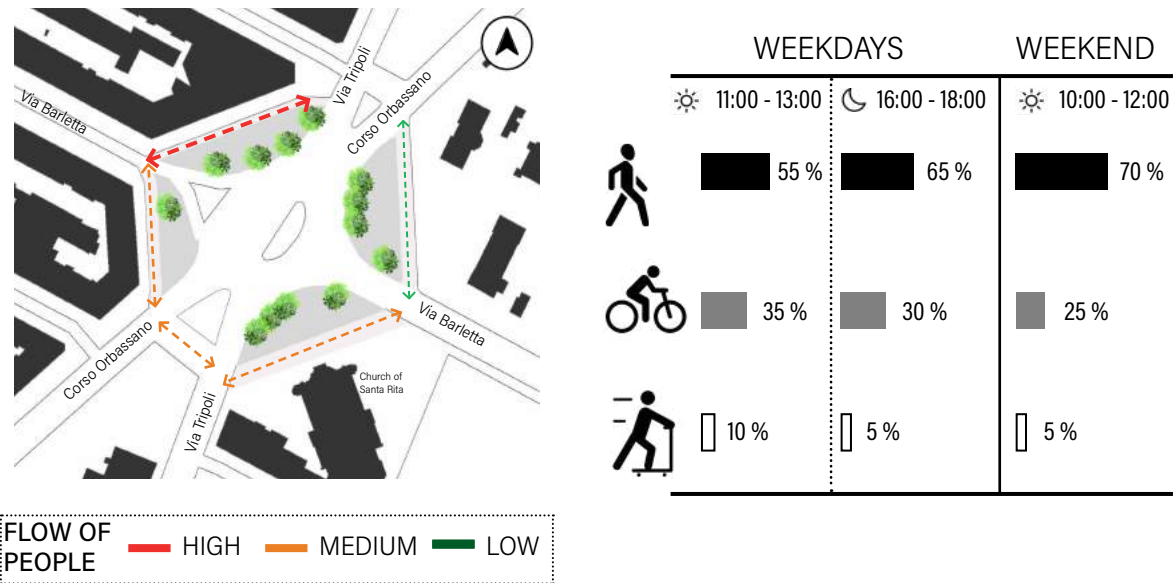 Via Barletta
Via Tripoli
Corso Orbassano
Corso Orbassano
Via Tripoli
Via Barletta
Church of
Santa Rita
FLOW OF
PEOPLE
HIGH
MEDIUM
LOW
WEEKDAYS
WEEKEND
11:00 - 13:00
16:00 - 18:00
10:00 - 12:00
55 %
65 %
70 %
35 %
30 %
25 %
10 %
5 %
5 %